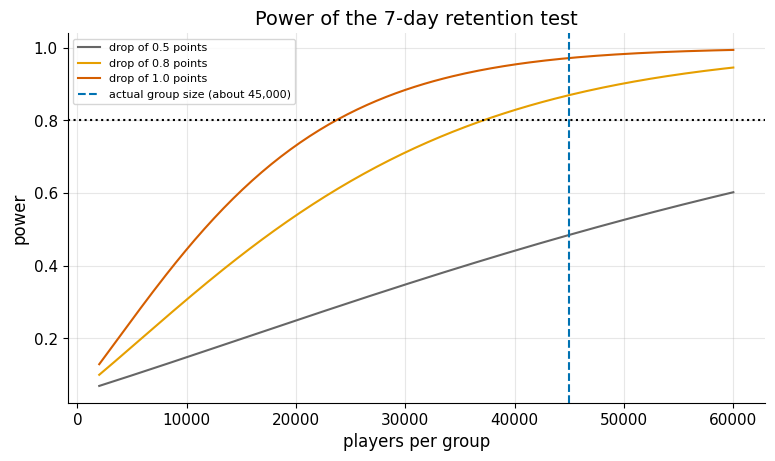 Power of the 7-day retention test
1.0
0.8
0.6
0.4
0.2
power
drop of 0.5 points
drop of 0.8 points
drop of 1.0 points
actual group size (about 45,000)
0
10000
20000
30000
40000
50000
60000
players per group